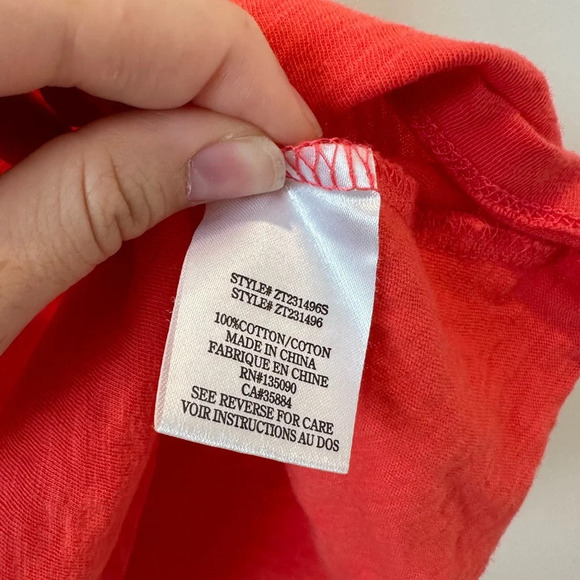 STYLE# ZT231496S
STYLE# ZT231496
100%COTTON/COTON
MADE IN CHINA
FABRIQUE EN CHINE
RN#135090
CA#35884
SEE REVERSE FOR CARE
VOIR INSTRUCTIONS AU DOS